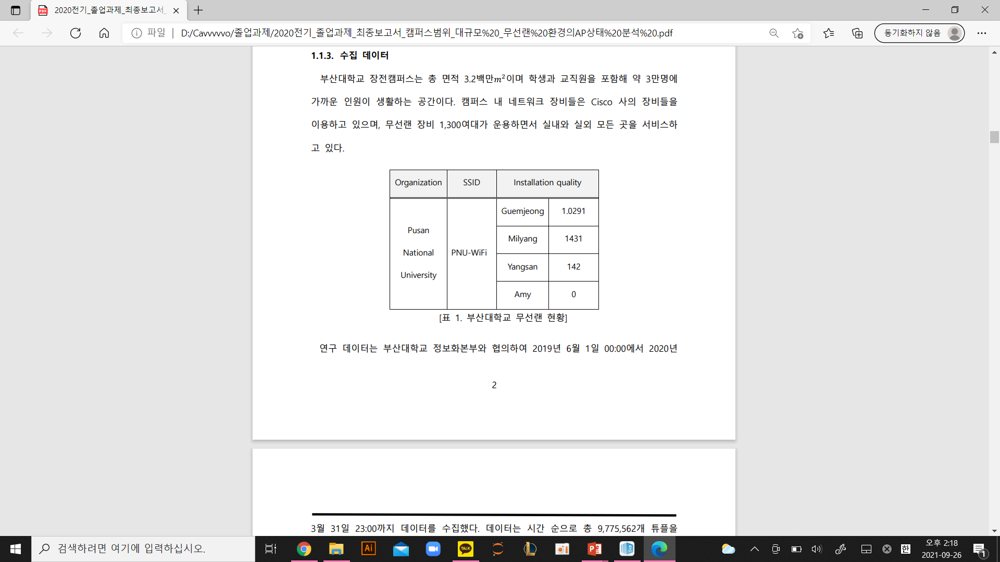 2020전기_졸업과제_최종보고서_
파일
D:/Cavvvvvo/졸업과제/2020전기_졸업과제_최종보고서_캠퍼스범위_대규모%20_무선랜%20환경의AP상태%20분석%20.pdf
동기화하지 않음
1.1.3. 수집 데이터
부산대학교 장전캠퍼스는 총 면적 3.2백만m²이며 학생과 교직원을 포함해 약 3만명에
가까운 인원이 생활하는 공간이다. 캠퍼스 내 네트워크 장비들은 Cisco 사의 장비들을
이용하고 있으며, 무선랜 장비 1,300여대가 운용하면서 실내와 실외 모든 곳을 서비스하
고 있다.
Organization SSID Installation quality
Pusan
National
University
PNU-WiFi
Guemjeong 1.0291
Milyang 1431
Yangsan 142
Amy 0
[표 1. 부산대학교 무선랜 현황]
연구 데이터는 부산대학교 정보화본부와 협의하여 2019년 6월 1일 00:00에서 2020년
2
3월 31일 23:00까지 데이터를 수집했다. 데이터는 시간 순으로 총 9,775,562개 튜플을
검색하려면 여기에 입력하십시오.
Ai
TALK
한
오후 2:18
2021-09-26
1